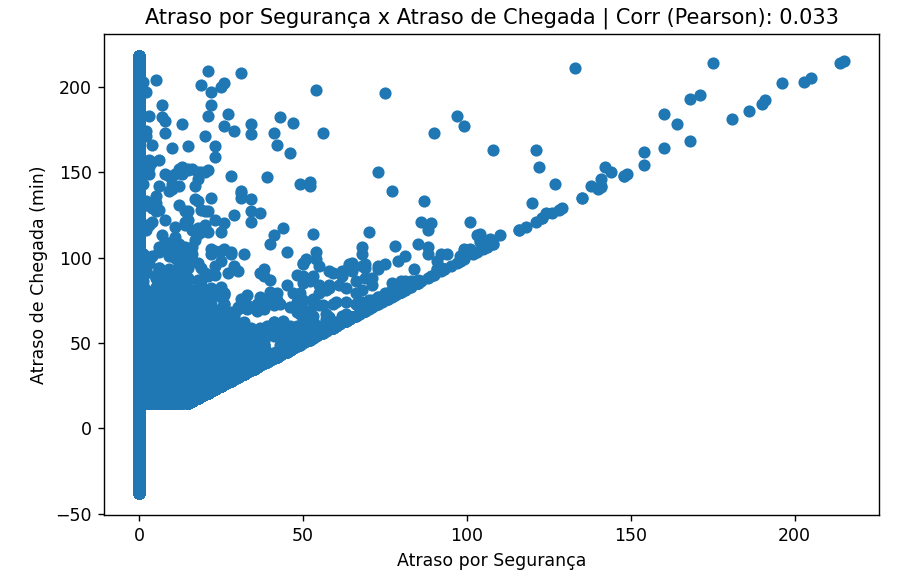 Atraso por Segurança x Atraso de Chegada | Corr (Pearson): 0.033
200
150
100
50
0
−50
Atraso de Chegada (min)
0 50 100 150 200
Atraso por Segurança